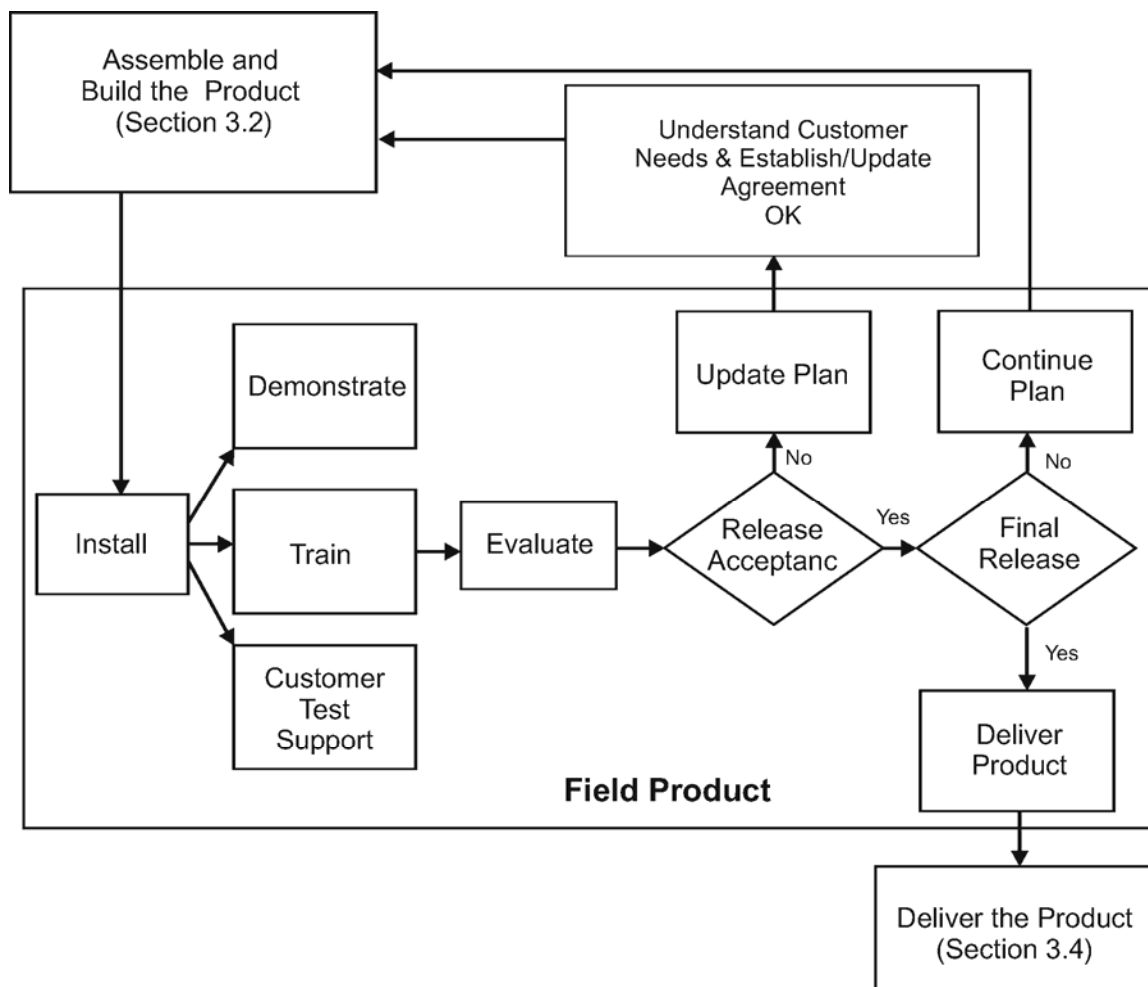 Assemble and
Build the Product
(Section 3.2)
Understand Customer
Needs & Establish/Update
Agreement
OK
Update Plan
Continue
Plan
Demonstrate
No
No
Install
Train
Evaluate
Release
Acceptanc
Yes
Final
Release
Customer
Test
Support
Yes
Deliver
Product
Field Product
Deliver the Product
(Section 3.4)